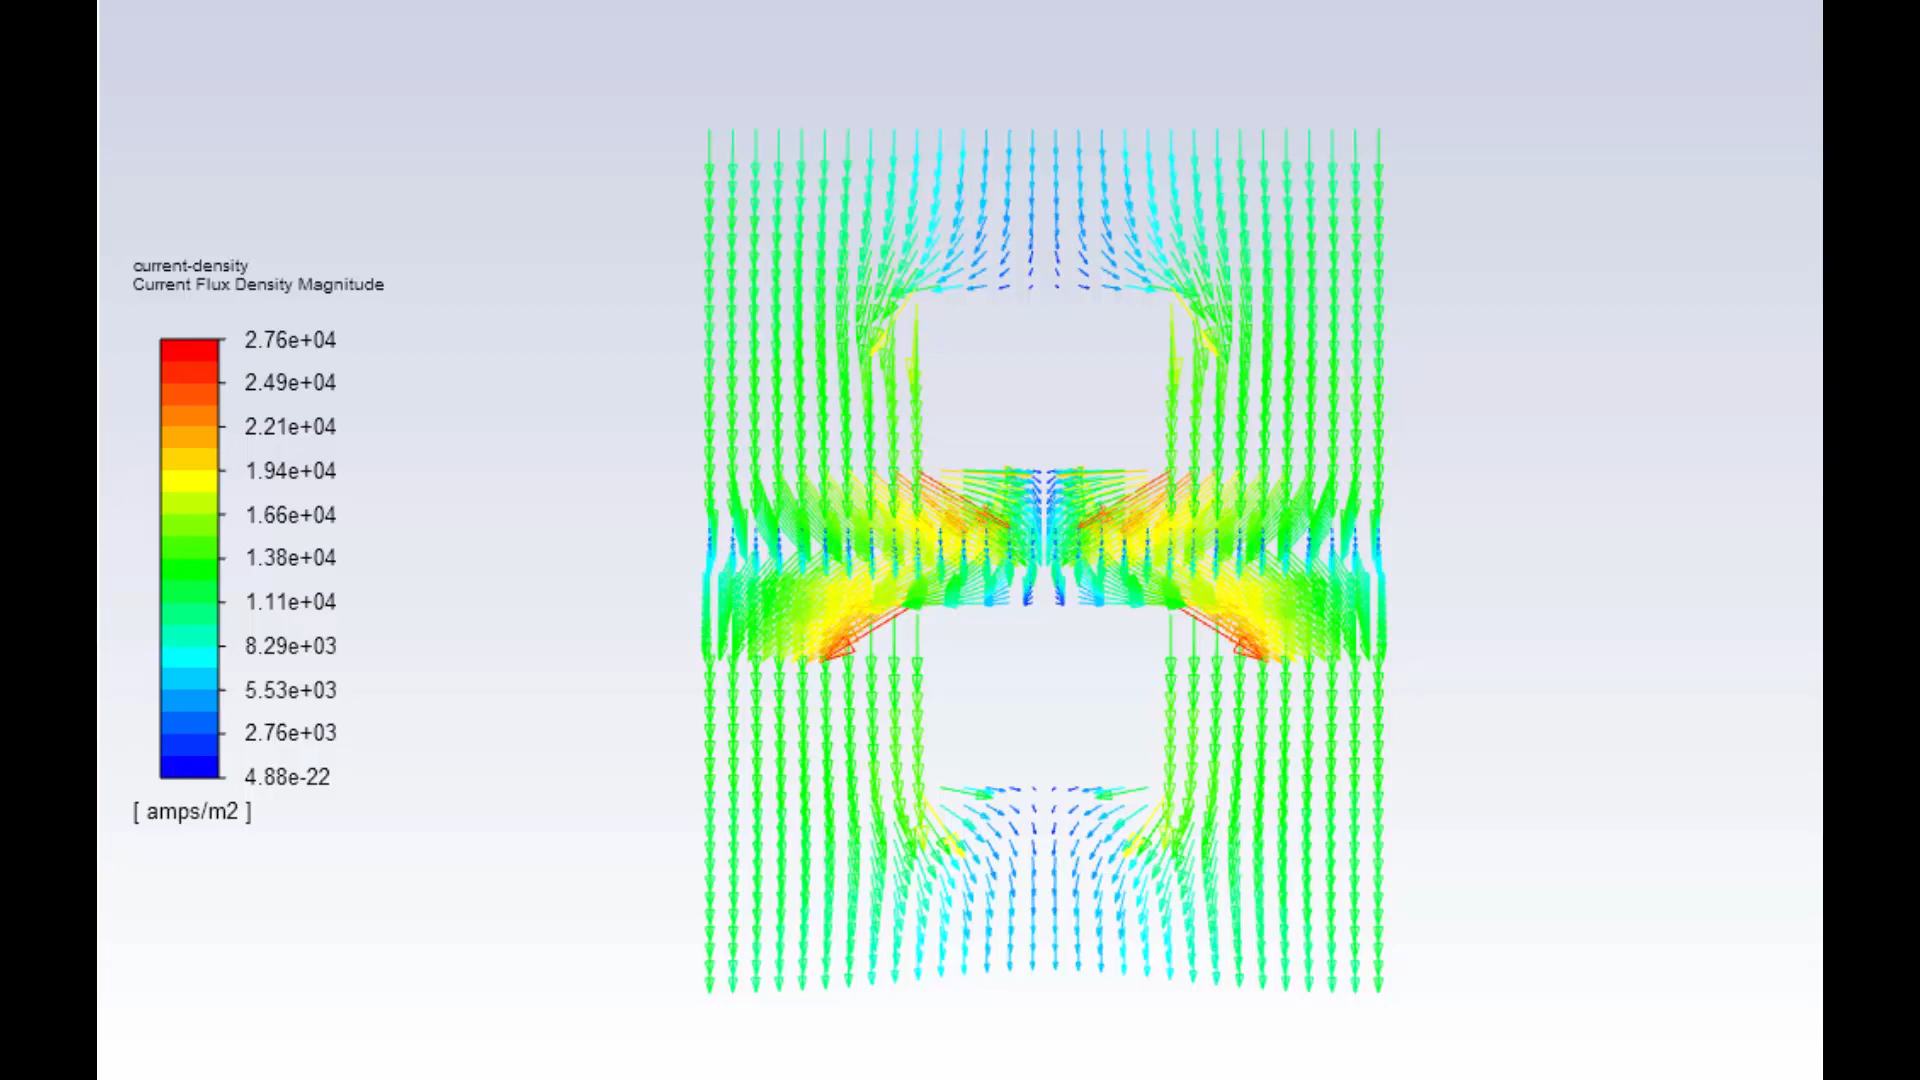 current-density
Current Flux Density Magnitude
2.76e+04
2.49e+04
2.21e+04
1.94e+04
1.66e+04
1.38e+04
1.11e+04
8.29e+03
5.53e+03
2.76e+03
4.88e-22
[ amps/m2 ]